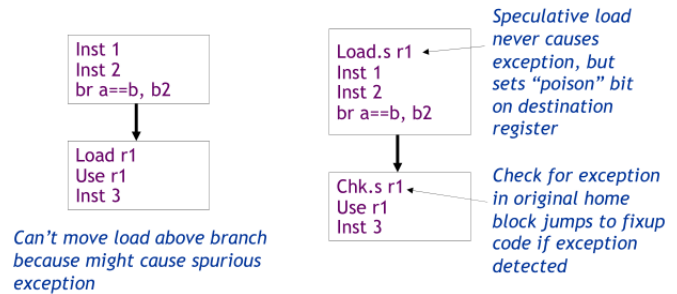 Inst 1
Inst 2
br a==b, b2
Load r1
Use r1
Inst 3
Can’t move load above branch
because might cause spurious
exception
Load.s r1
Inst 1
Inst 2
br a==b, b2
Chk.s r1
Use r1
Inst 3
Speculative load
never causes
exception, but
sets “poison” bit
on destination
register
Check for exception
in original home
block jumps to fixup
code if exception
detected